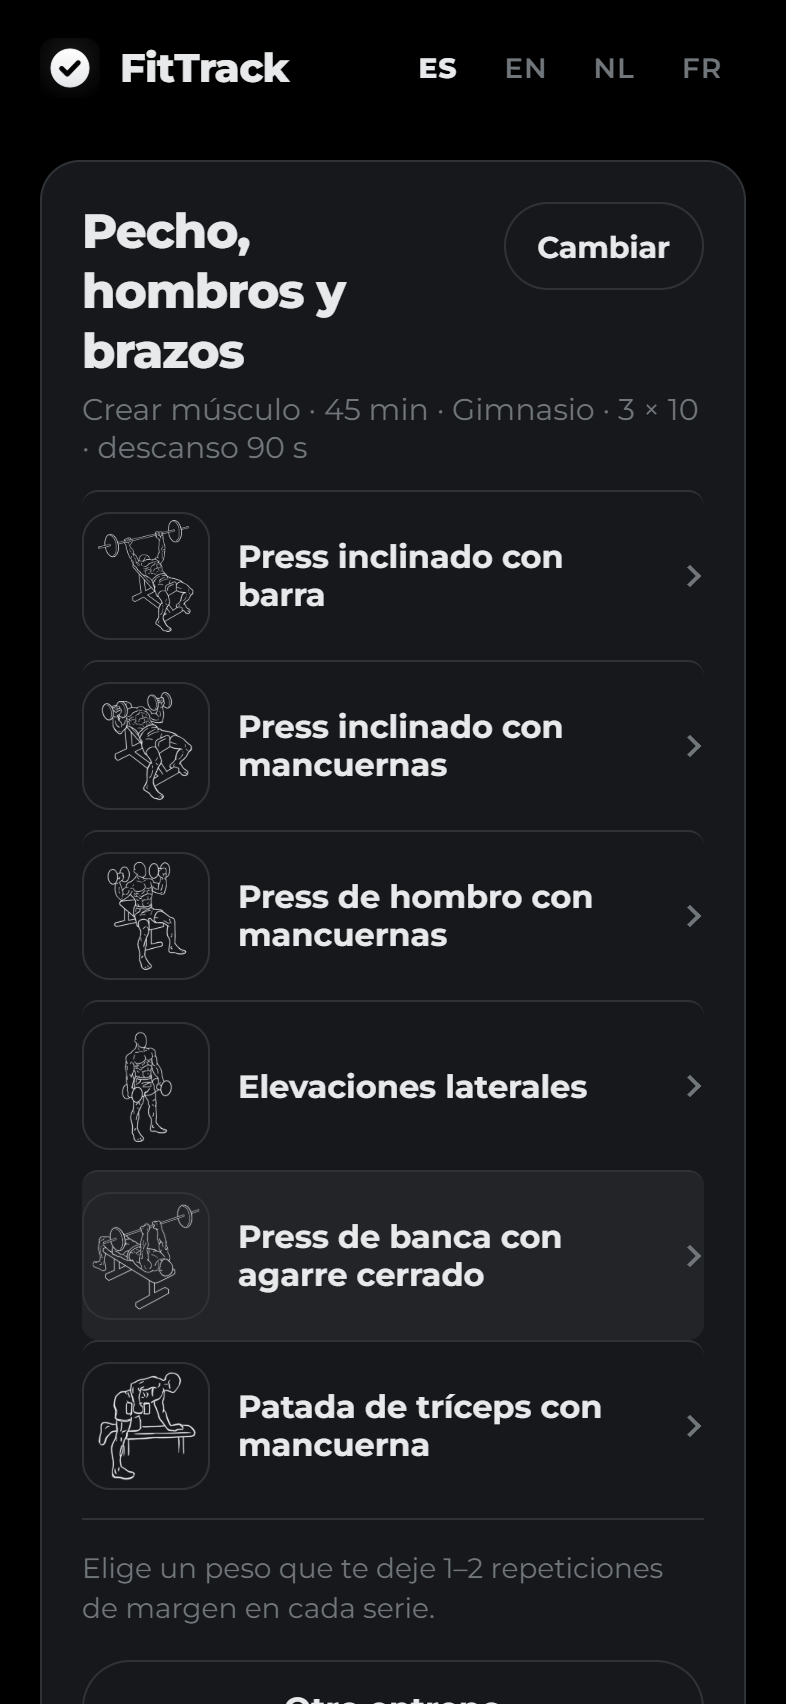 FitTrack
ES EN NL FR
Pecho,
hombros y
brazos
Cambiar
Crear músculo · 45 min · Gimnasio · 3 × 10
· descanso 90 s
Press inclinado con
barra
Press inclinado con
mancuernas
Press de hombro con
mancuernas
Elevaciones laterales
Press de banca con
agarre cerrado
Patada de tríceps con
mancuerna
Elige un peso que te deje 1–2 repeticiones
de margen en cada serie.